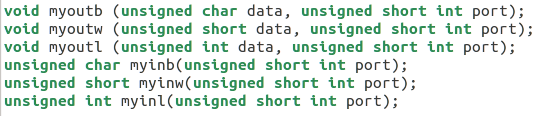 void myoutb (unsigned char data, unsigned short int port);
void myoutw (unsigned short data, unsigned short int port);
void myoutl (unsigned int data, unsigned short int port);
unsigned char myinb(unsigned short int port);
unsigned short myinw(unsigned short int port);
unsigned int myinl(unsigned short int port);